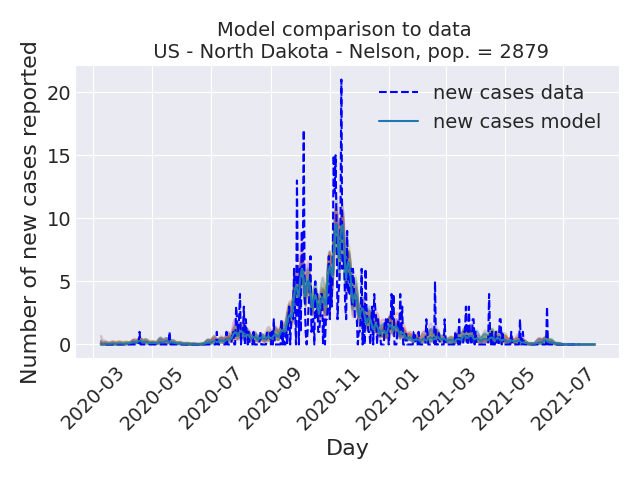 Model comparison to data
US - North Dakota - Nelson, pop. = 2879
Number of new cases reported
20
15
10
5
0
new cases data
new cases model
2020-03
2020-05
2020-07
2020-09
2020-11
2021-01
2021-03
2021-05
2021-07
Day